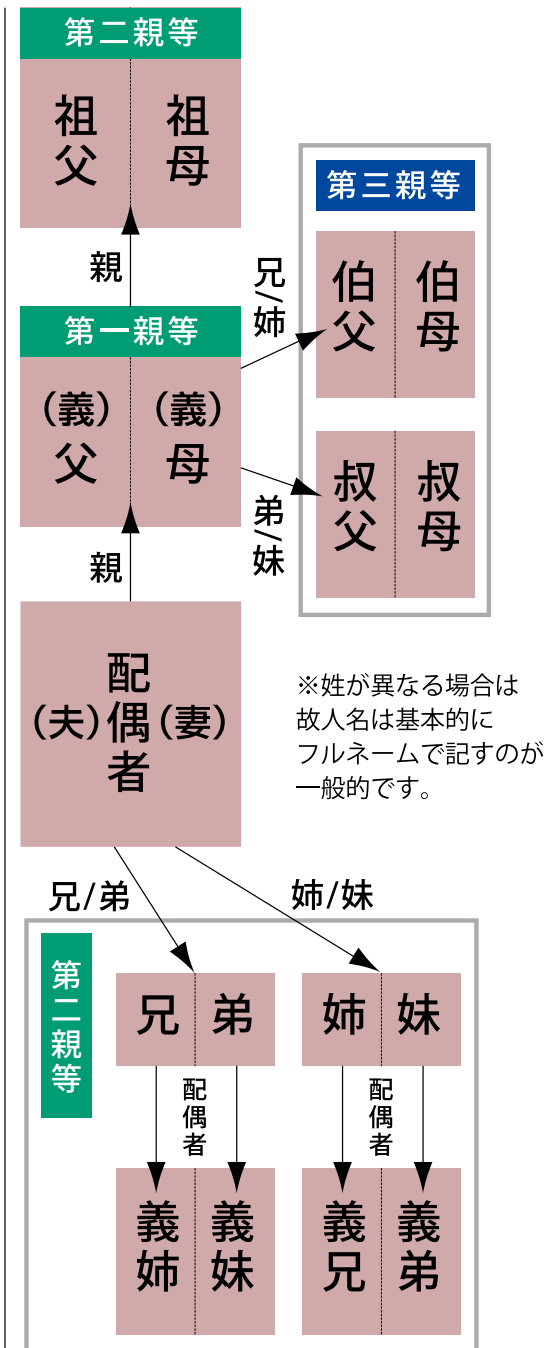 第二親等
祖父 祖母
親
第三親等
兄/姉
伯父 伯母
第一親等
(義)父 (義)母
弟/妹
叔父 叔母
親
配偶者
(夫) (妻)
※姓が異なる場合は
故人名は基本的に
フルネームで記すのが
一般的です。
兄/弟
姉/妹
第二親等
兄 弟
姉 妹
配偶者
配偶者
義姉 義妹
義兄 義弟